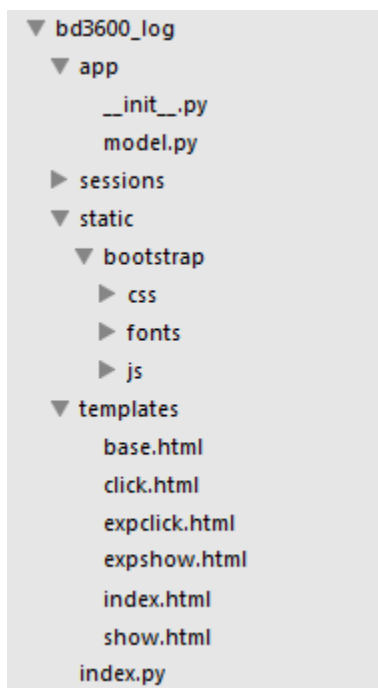 bd3600_log
app
__init__.py
model.py
sessions
static
bootstrap
css
fonts
js
templates
base.html
click.html
expclick.html
expshow.html
index.html
show.html
index.py